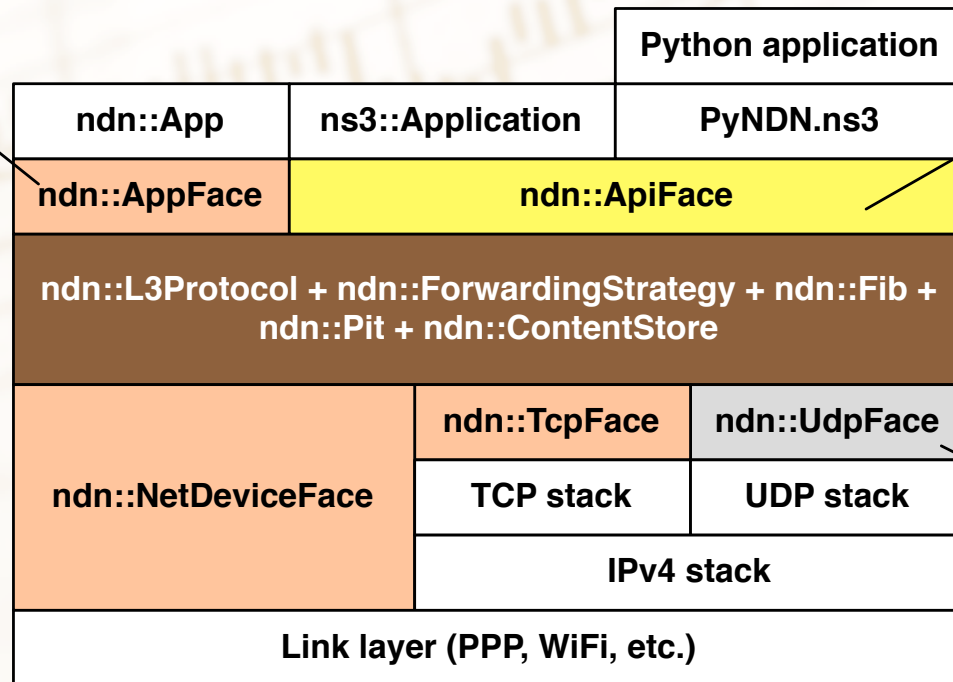 Python application
ndn::App
ns3::Application
PyNDN.ns3
ndn::AppFace
ndn::ApiFace
ndn::L3Protocol + ndn::ForwardingStrategy + ndn::Fib +
ndn::Pit + ndn::ContentStore
ndn::NetDeviceFace
ndn::TcpFace
ndn::UdpFace
TCP stack
UDP stack
IPv4 stack
Link layer (PPP, WiFi, etc.)